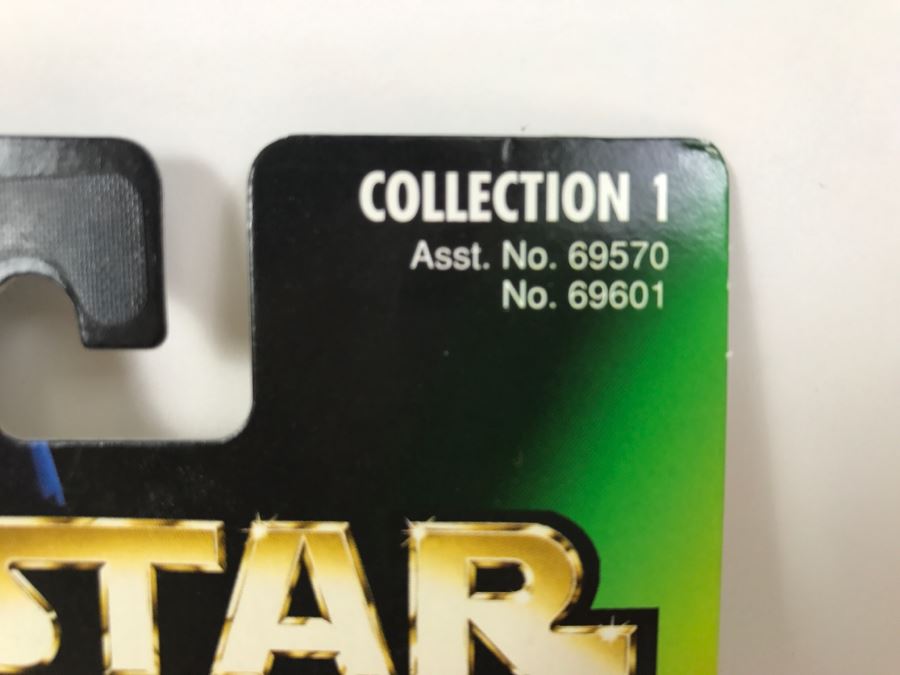 COLLECTION 1
Asst. No. 69570
No. 69601
STAR